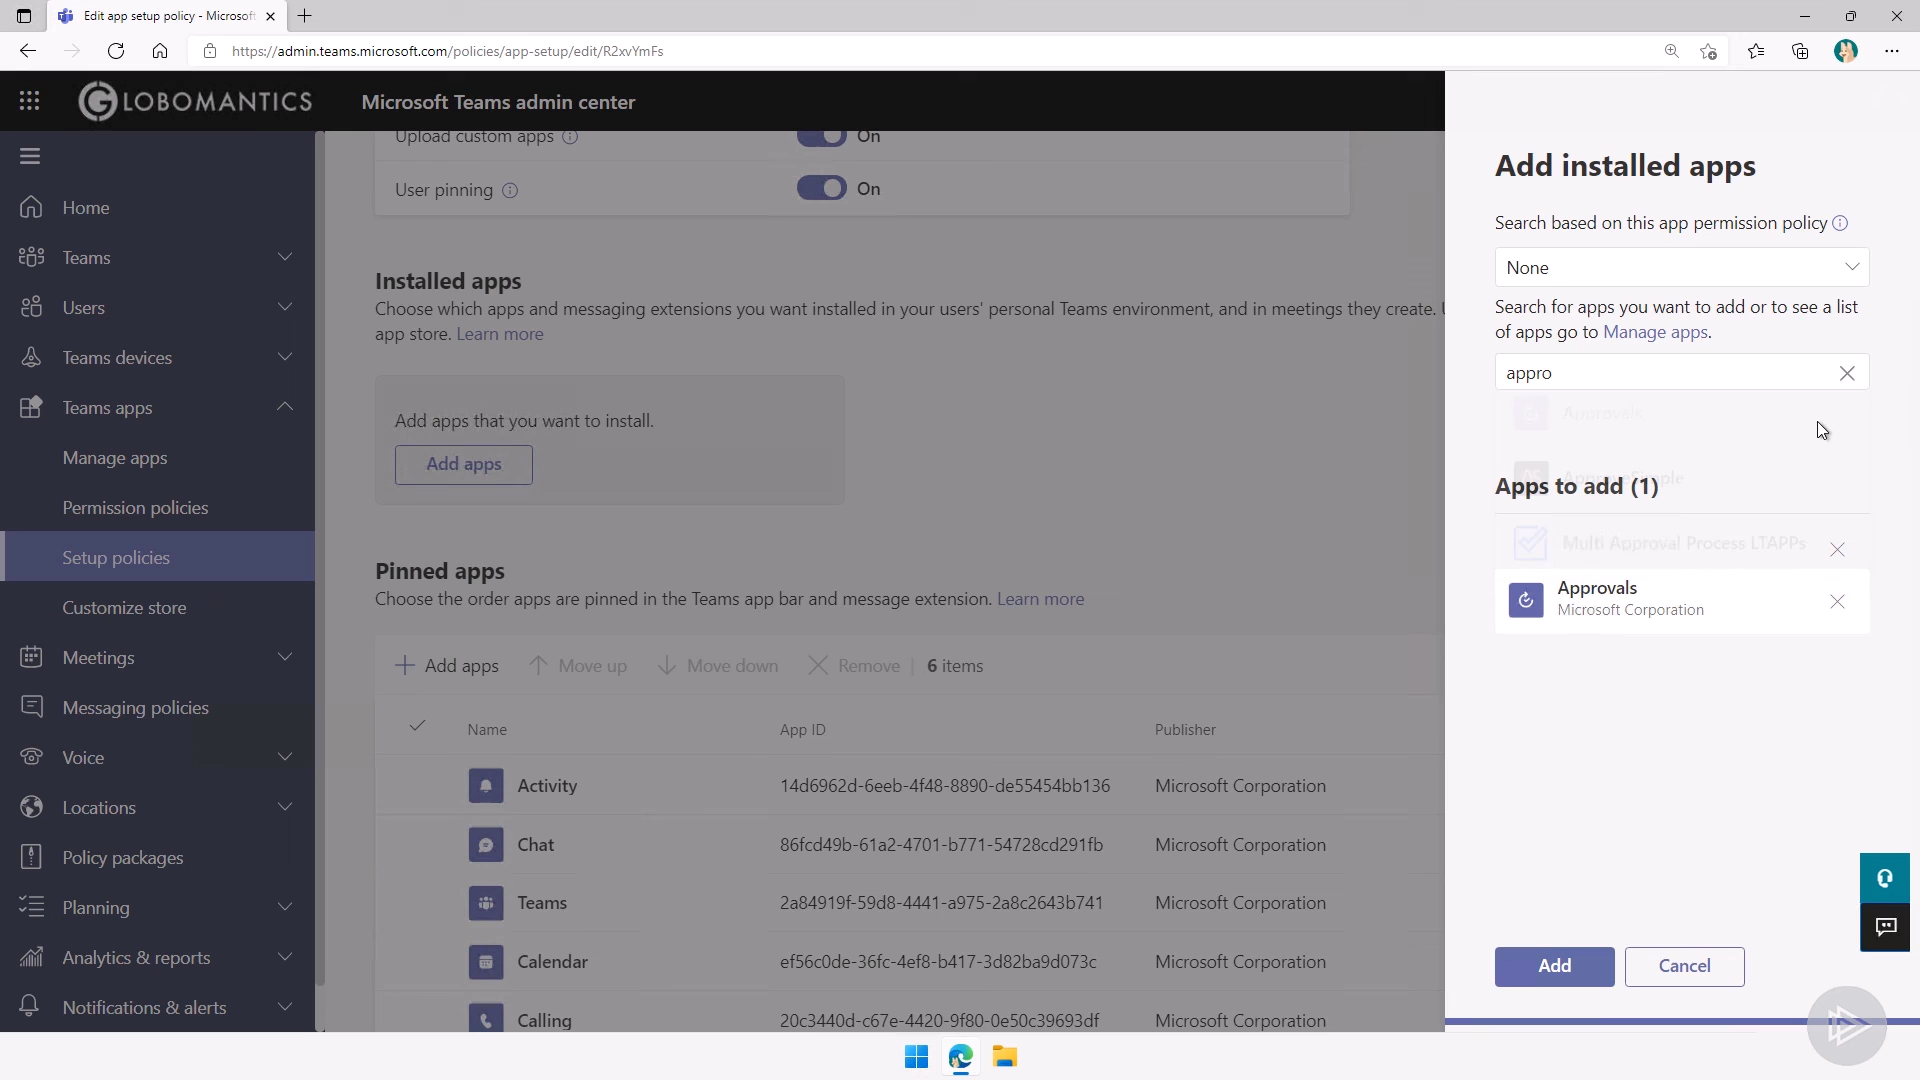 Edit app setup policy - Microsoft
https://admin.teams.microsoft.com/policies/app-setup/edit/R2xvYmFs
GLOBOMANTICS
Microsoft Teams admin center
Home
Teams
Users
Teams devices
Teams apps
Manage apps
Permission policies
Setup policies
Customize store
Meetings
Messaging policies
Voice
Locations
Policy packages
Planning
Analytics & reports
Notifications & alerts
Upload custom apps
On
User pinning
On
Installed apps
Choose which apps and messaging extensions you want installed in your users' personal Teams environment, and in meetings they create.
app store. Learn more
Add apps that you want to install.
Add apps
Pinned apps
Choose the order apps are pinned in the Teams app bar and message extension. Learn more
Add apps Move up Move down Remove 6 items
Name App ID Publisher
Activity 14d6962d-6eeb-4f48-8890-de55454bb136 Microsoft Corporation
Chat 86fcd49b-61a2-4701-b771-54728cd291fb Microsoft Corporation
Teams 2a84919f-59d8-4441-a975-2a8c2643b741 Microsoft Corporation
Calendar ef56c0de-36fc-4ef8-b417-3d82ba9d073c Microsoft Corporation
Calling 20c3440d-c67e-4420-9f80-0e50c39693df Microsoft Corporation
Add installed apps
Search based on this app permission policy
None
Search for apps you want to add or to see a list
of apps go to Manage apps.
appro
Approvals
Apps to add (1)
Multi Approval Process LTAPPs
Approvals
Microsoft Corporation
Add
Cancel